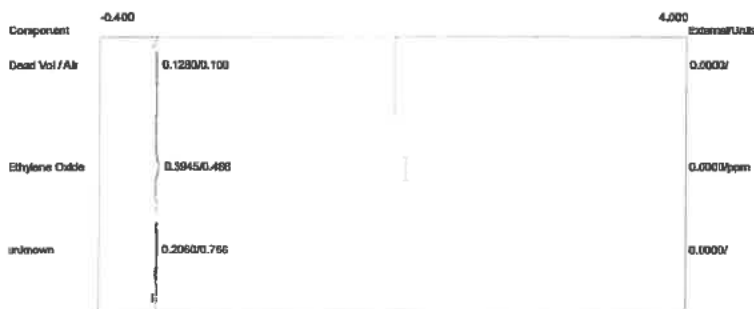 -0.400 4.000
Component External/Units
Dead Vol / Air 0.1280/0.100 0.0000/
Ethylene Oxide 0.3945/0.466 0.0000/ppm
unknown 0.2060/0.766 0.0000/